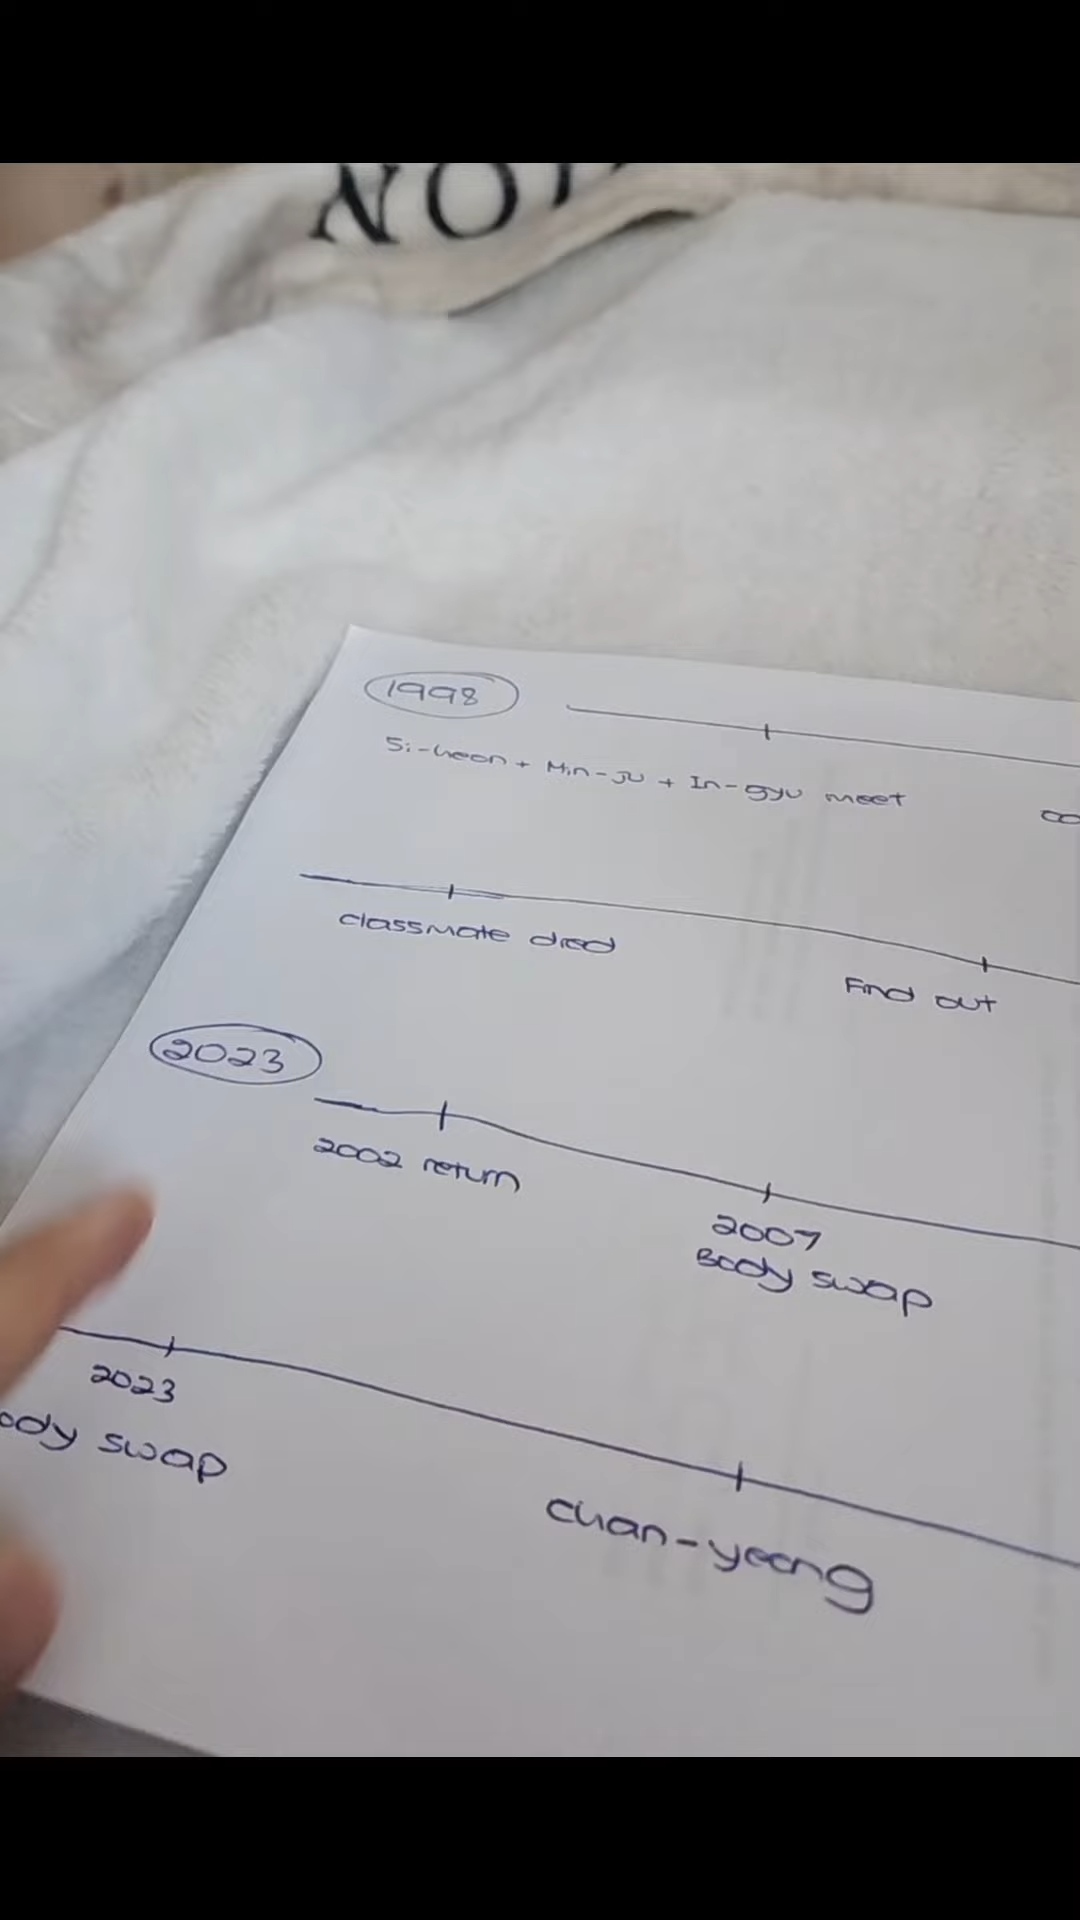 NOT
1998
Si-heon + Min-ju + In-gyu meet
classmate died
Find out
2023
2002 return
2007
Body swap
2023
ody swap
Chan-yeong